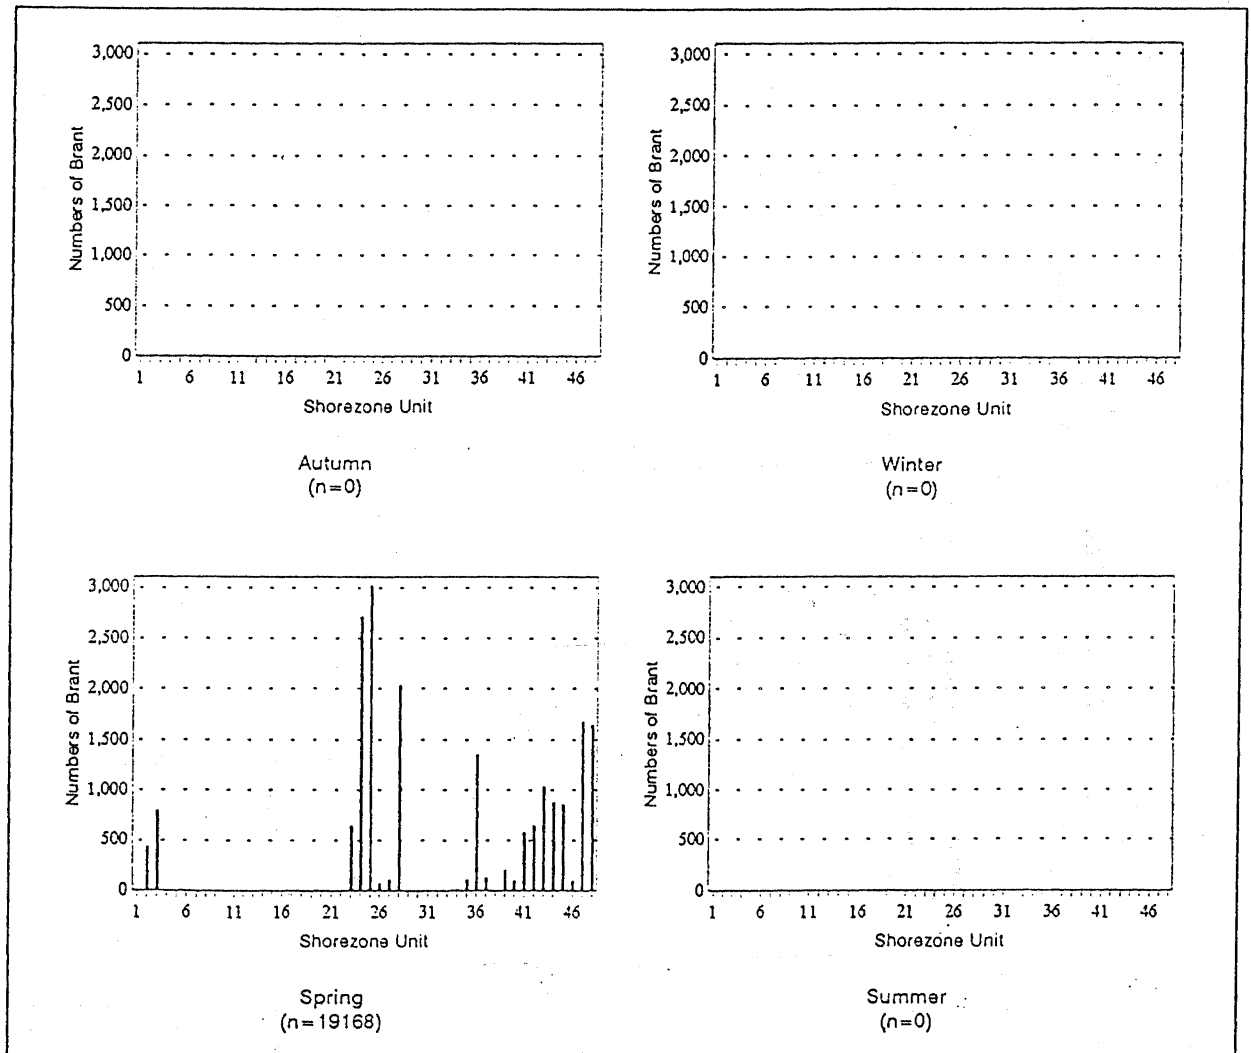 3,000
2,500
2,000
1,500
1,000
500
0
Numbers of Brant
1 6 11 16 21 26 31 36 41 46
Shorezone Unit
Autumn
(n=0)
3,000
2,500
2,000
1,500
1,000
500
0
Numbers of Brant
1 6 11 16 21 26 31 36 41 46
Shorezone Unit
Winter
(n=0)
3,000
2,500
2,000
1,500
1,000
500
0
Numbers of Brant
1 6 11 16 21 26 31 36 41 46
Shorezone Unit
Spring
(n=19168)
3,000
2,500
2,000
1,500
1,000
500
0
Numbers of Brant
1 6 11 16 21 26 31 36 41 46
Shorezone Unit
Summer
(n=0)